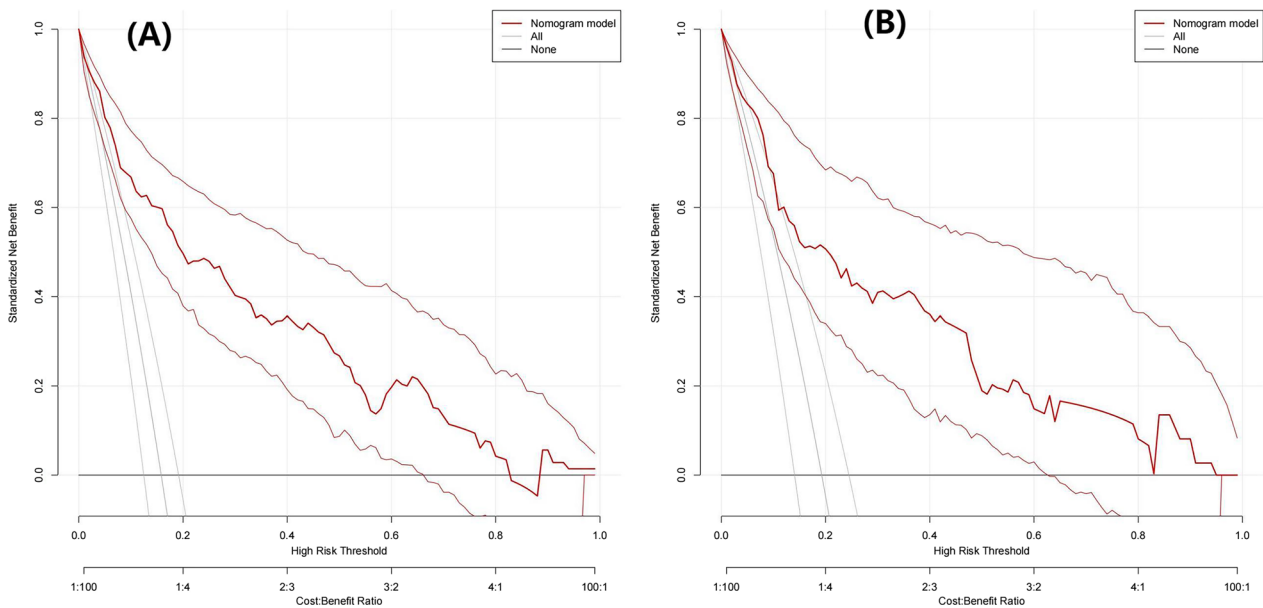 (A)
Nomogram model
All
None
Standardized Net Benefit
1.0
0.8
0.6
0.4
0.2
0.0
0.0 0.2 0.4 0.6 0.8 1.0
High Risk Threshold
1:100 1:4 2:3 3:2 4:1 100:1
Cost:Benefit Ratio
(B)
Nomogram model
All
None
Standardized Net Benefit
1.0
0.8
0.6
0.4
0.2
0.0
0.0 0.2 0.4 0.6 0.8 1.0
High Risk Threshold
1:100 1:4 2:3 3:2 4:1 100:1
Cost:Benefit Ratio